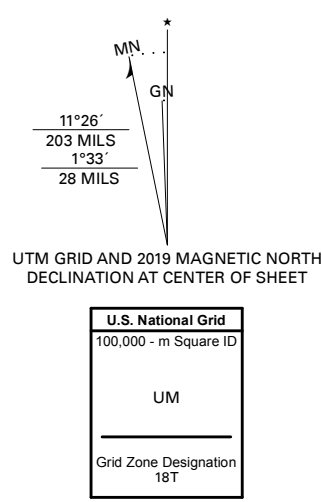 MN
GN
11°26´
203 MILS
1°33´
28 MILS
UTM GRID AND 2019 MAGNETIC NORTH
DECLINATION AT CENTER OF SHEET
U.S. National Grid
100,000 - m Square ID
UM
Grid Zone Designation
18T